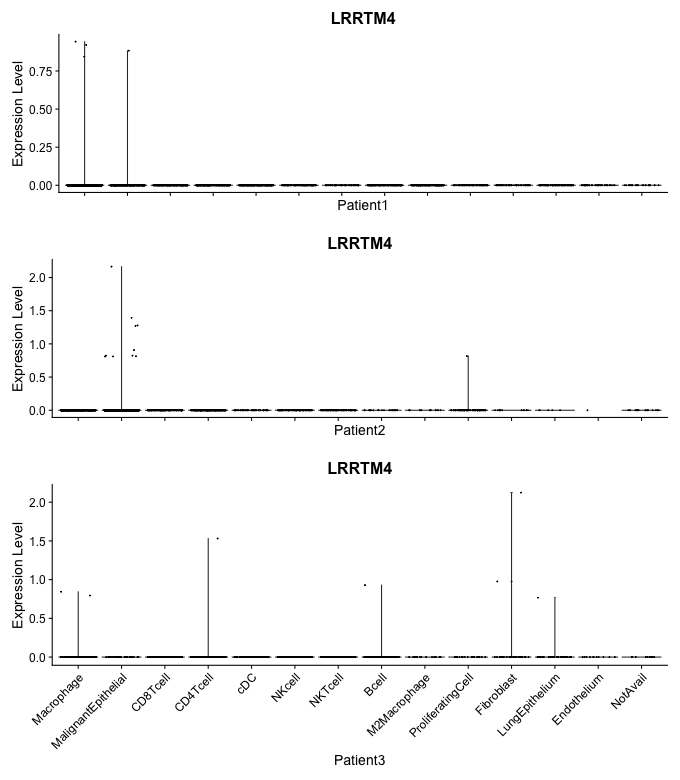 LRRTM4
Expression Level
0.75
0.50
0.25
0.00
Patient1
LRRTM4
Expression Level
2.0
1.5
1.0
0.5
0.0
Patient2
LRRTM4
Expression Level
2.0
1.5
1.0
0.5
0.0
Macrophage
MalignantEpithelial
CD8Tcell
CD4Tcell
cDC
NKcell
NKTcell
Bcell
M2Macrophage
ProliferatingCell
Fibroblast
LungEpithelium
Endothelium
NotAvail
Patient3